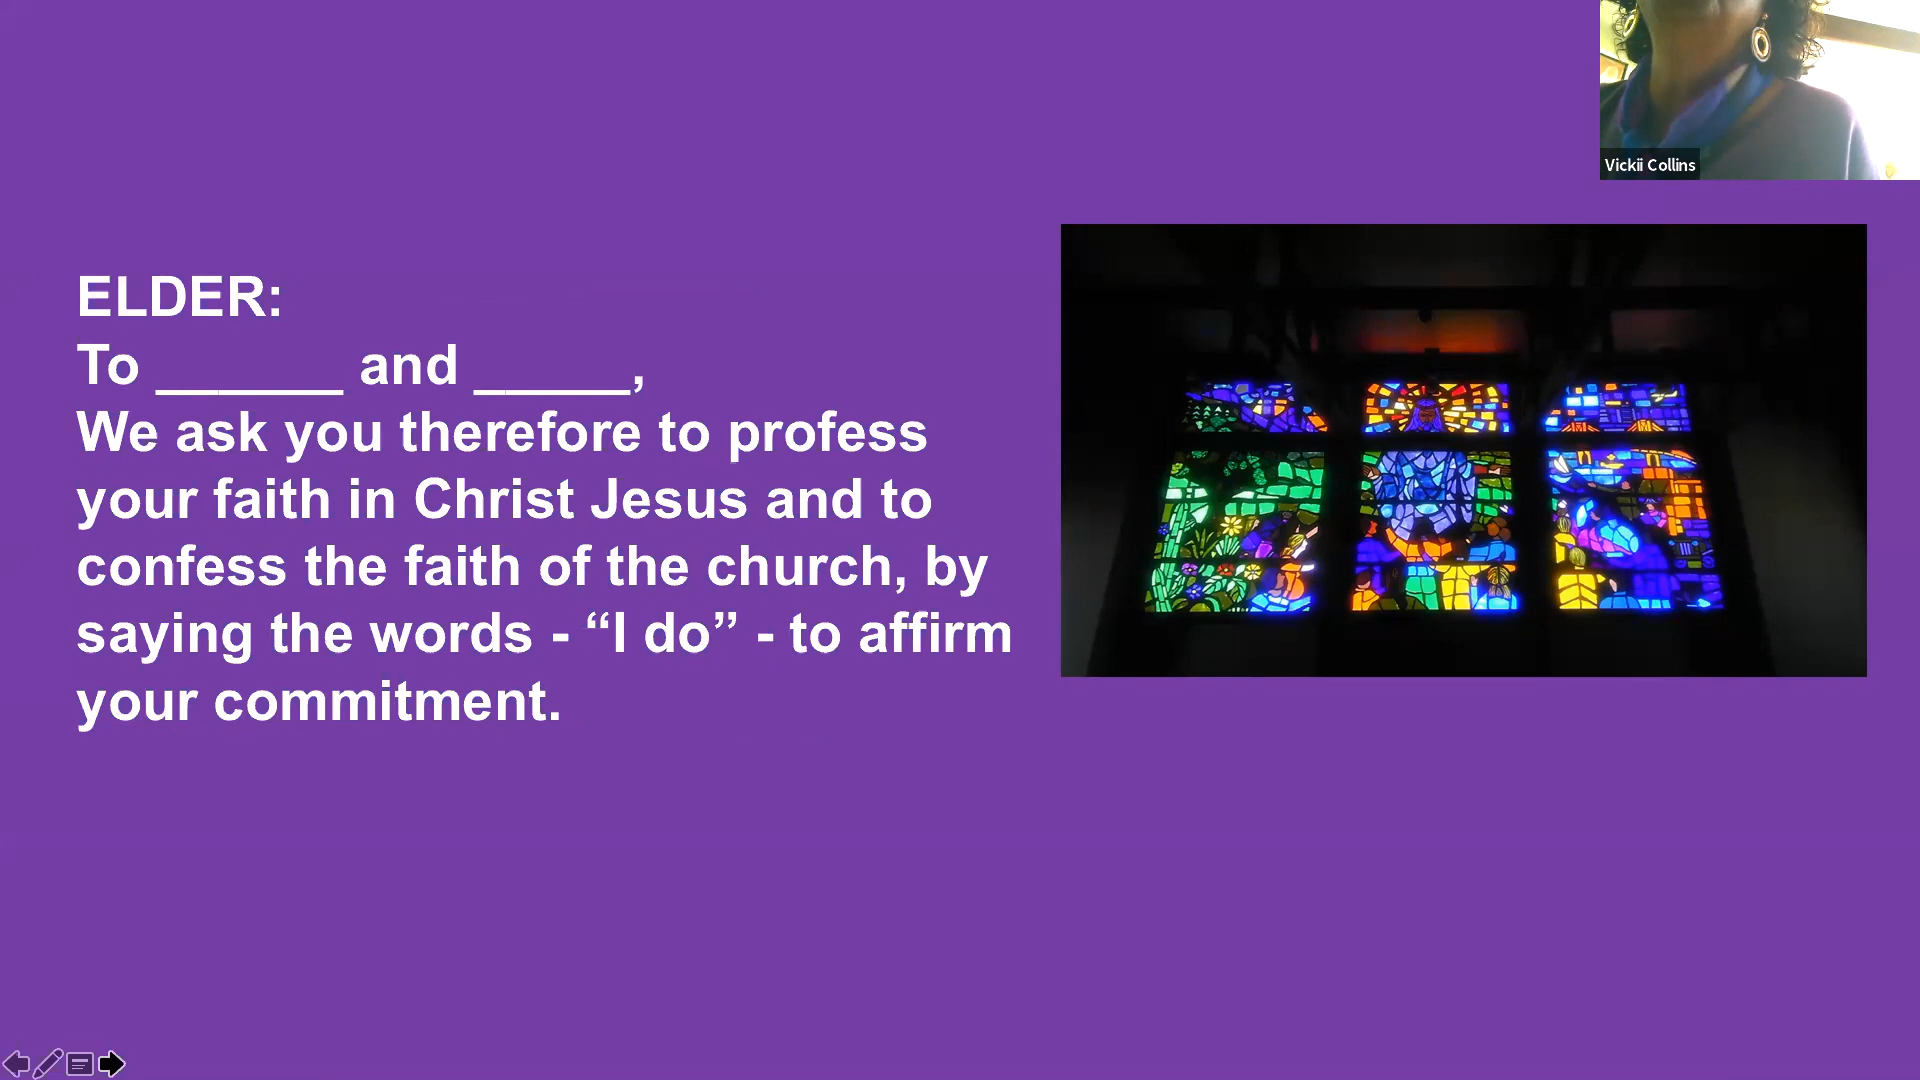 Vickii Collins
ELDER:
To ______ and _____,
We ask you therefore to profess
your faith in Christ Jesus and to
confess the faith of the church, by
saying the words - “I do” - to affirm
your commitment.